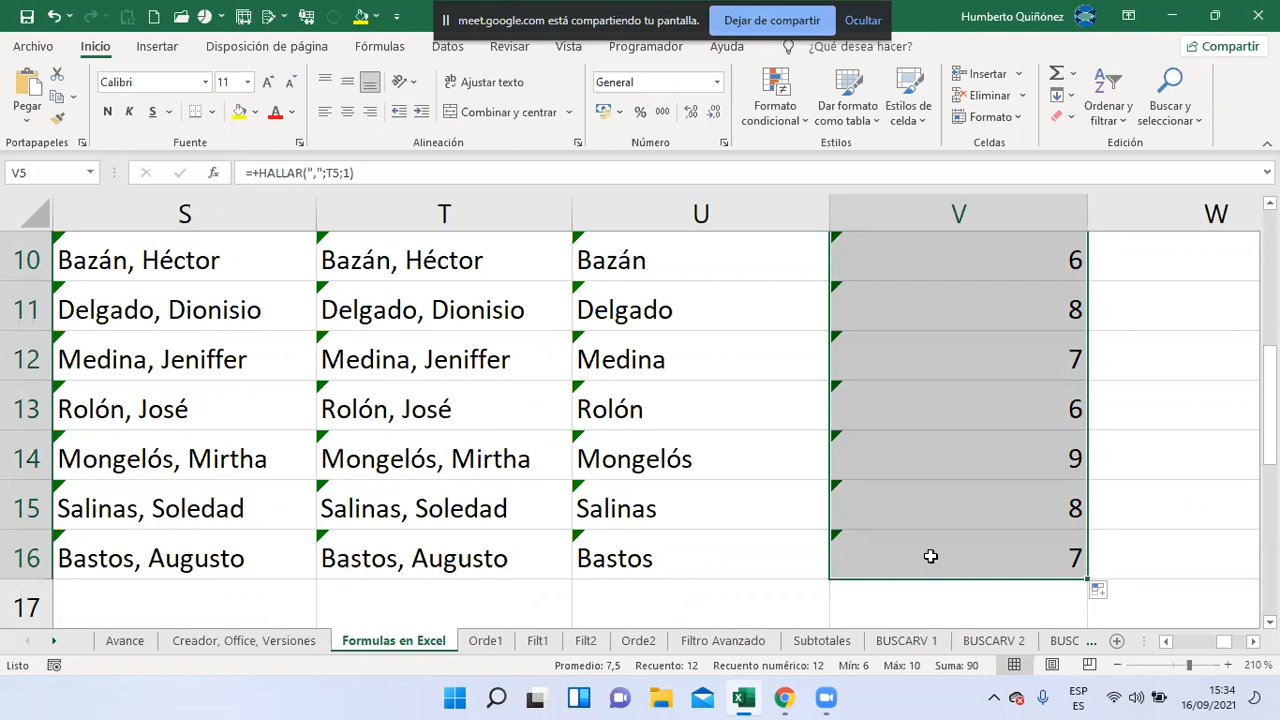 meet.google.com está compartiendo tu pantalla. Dejar de compartir Ocultar
Humberto Quiñónez
Archivo Inicio Insertar Disposición de página Fórmulas Datos Revisar Vista Programador Ayuda ¿Qué desea hacer? Compartir
Pegar
Calibri 11
N K S
Ajustar texto
Combinar y centrar
General
% 000
Formato condicional
Dar formato como tabla
Estilos de celda
Insertar
Eliminar
Formato
Ordenar y filtrar
Buscar y seleccionar
Portapapeles Fuente Alineación Número Estilos Celdas Edición
V5 fx =+HALLAR(",";T5;1)
S T U V W
10 Bazán, Héctor Bazán, Héctor Bazán 6
11 Delgado, Dionisio Delgado, Dionisio Delgado 8
12 Medina, Jeniffer Medina, Jeniffer Medina 7
13 Rolón, José Rolón, José Rolón 6
14 Mongelós, Mirtha Mongelós, Mirtha Mongelós 9
15 Salinas, Soledad Salinas, Soledad Salinas 8
16 Bastos, Augusto Bastos, Augusto Bastos 7
17
Avance Creador, Office, Versiones Formulas en Excel Orde1 Filt1 Filt2 Orde2 Filtro Avanzado Subtotales BUSCARV 1 BUSCARV 2 BUSC ...
Listo Promedio: 7,5 Recuento: 12 Recuento numérico: 12 Mín: 6 Máx: 10 Suma: 90 210 %
ESP
ES
15:34
16/09/2021